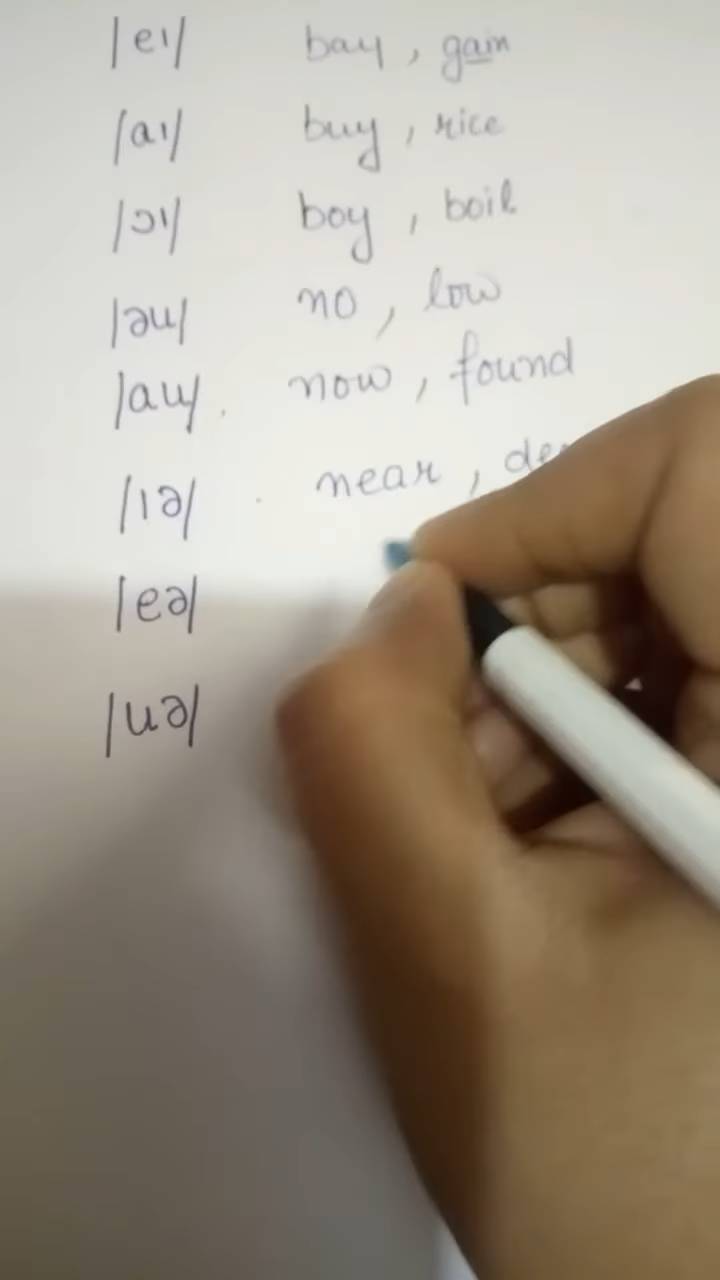 /eɪ/ bay, gain
/aɪ/ buy, rice
/ɔɪ/ boy, boil
/əu/ no, low
/au/. now, found
/ɪə/ . near,
/eə/
/uə/